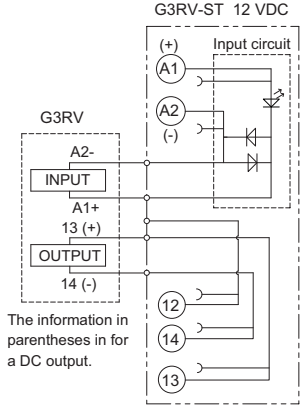 G3RV-ST 12 VDC
(+)
Input circuit
A1
A2
(-)
G3RV
A2-
INPUT
A1+
13 (+)
OUTPUT
14 (-)
12
14
13
The information in
parentheses in for
a DC output.